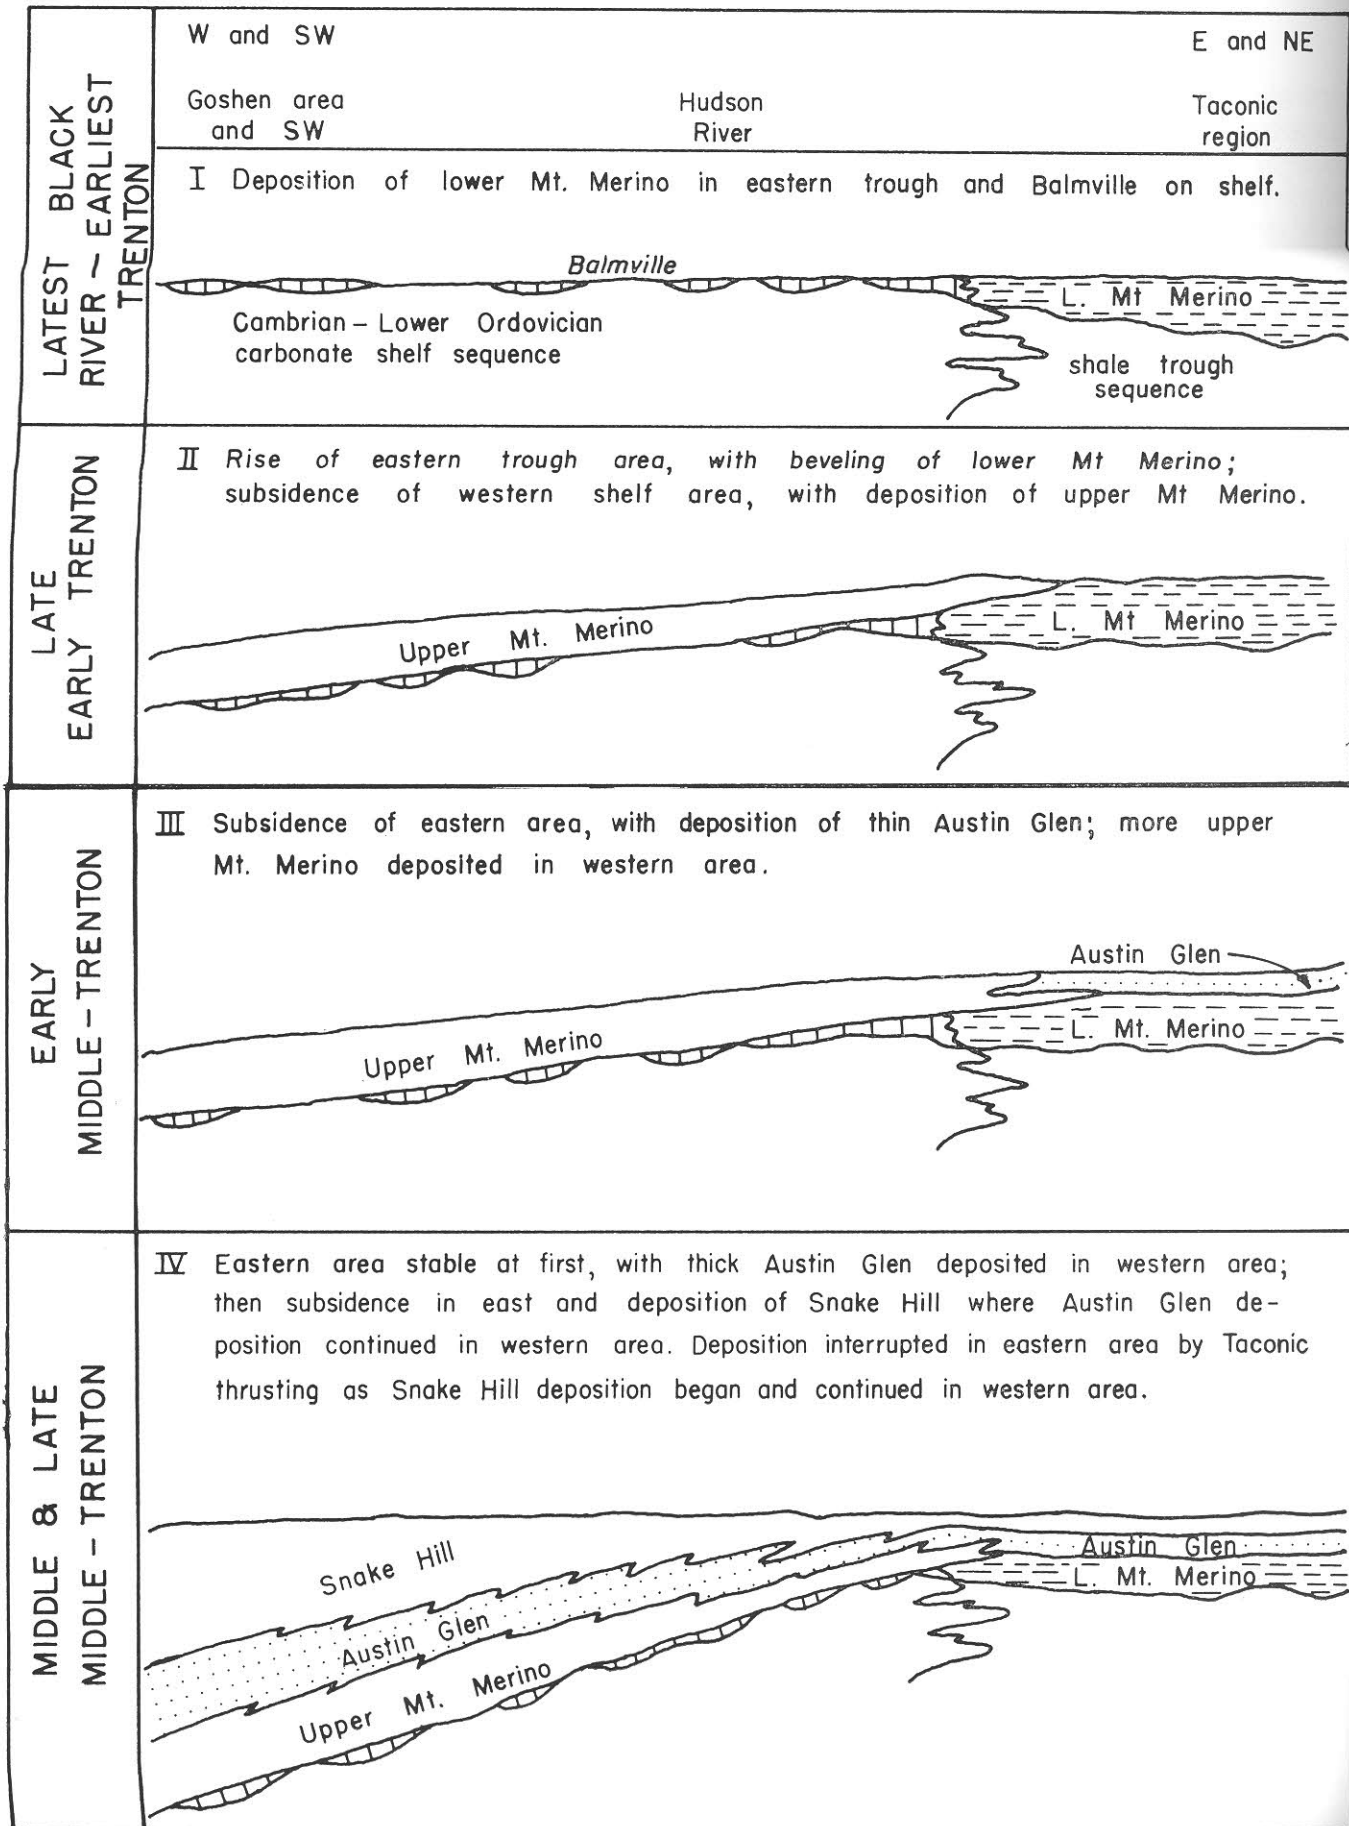 W and SW
E and NE
Goshen area
and SW
Hudson
River
Taconic
region
LATEST BLACK
RIVER – EARLIEST
TRENTON
I Deposition of lower Mt. Merino in eastern trough and Balmville on shelf.
Balmville
L. Mt Merino
Cambrian – Lower Ordovician
carbonate shelf sequence
shale trough
sequence
LATE
EARLY TRENTON
II Rise of eastern trough area, with beveling of lower Mt Merino;
subsidence of western shelf area, with deposition of upper Mt Merino.
Upper Mt. Merino
L. Mt Merino
EARLY
MIDDLE – TRENTON
III Subsidence of eastern area, with deposition of thin Austin Glen; more upper
Mt. Merino deposited in western area.
Austin Glen
L. Mt. Merino
Upper Mt. Merino
MIDDLE & LATE
MIDDLE – TRENTON
IV Eastern area stable at first, with thick Austin Glen deposited in western area;
then subsidence in east and deposition of Snake Hill where Austin Glen de-
position continued in western area. Deposition interrupted in eastern area by Taconic
thrusting as Snake Hill deposition began and continued in western area.
Snake Hill
Austin Glen
L. Mt. Merino
Austin Glen
Upper Mt. Merino